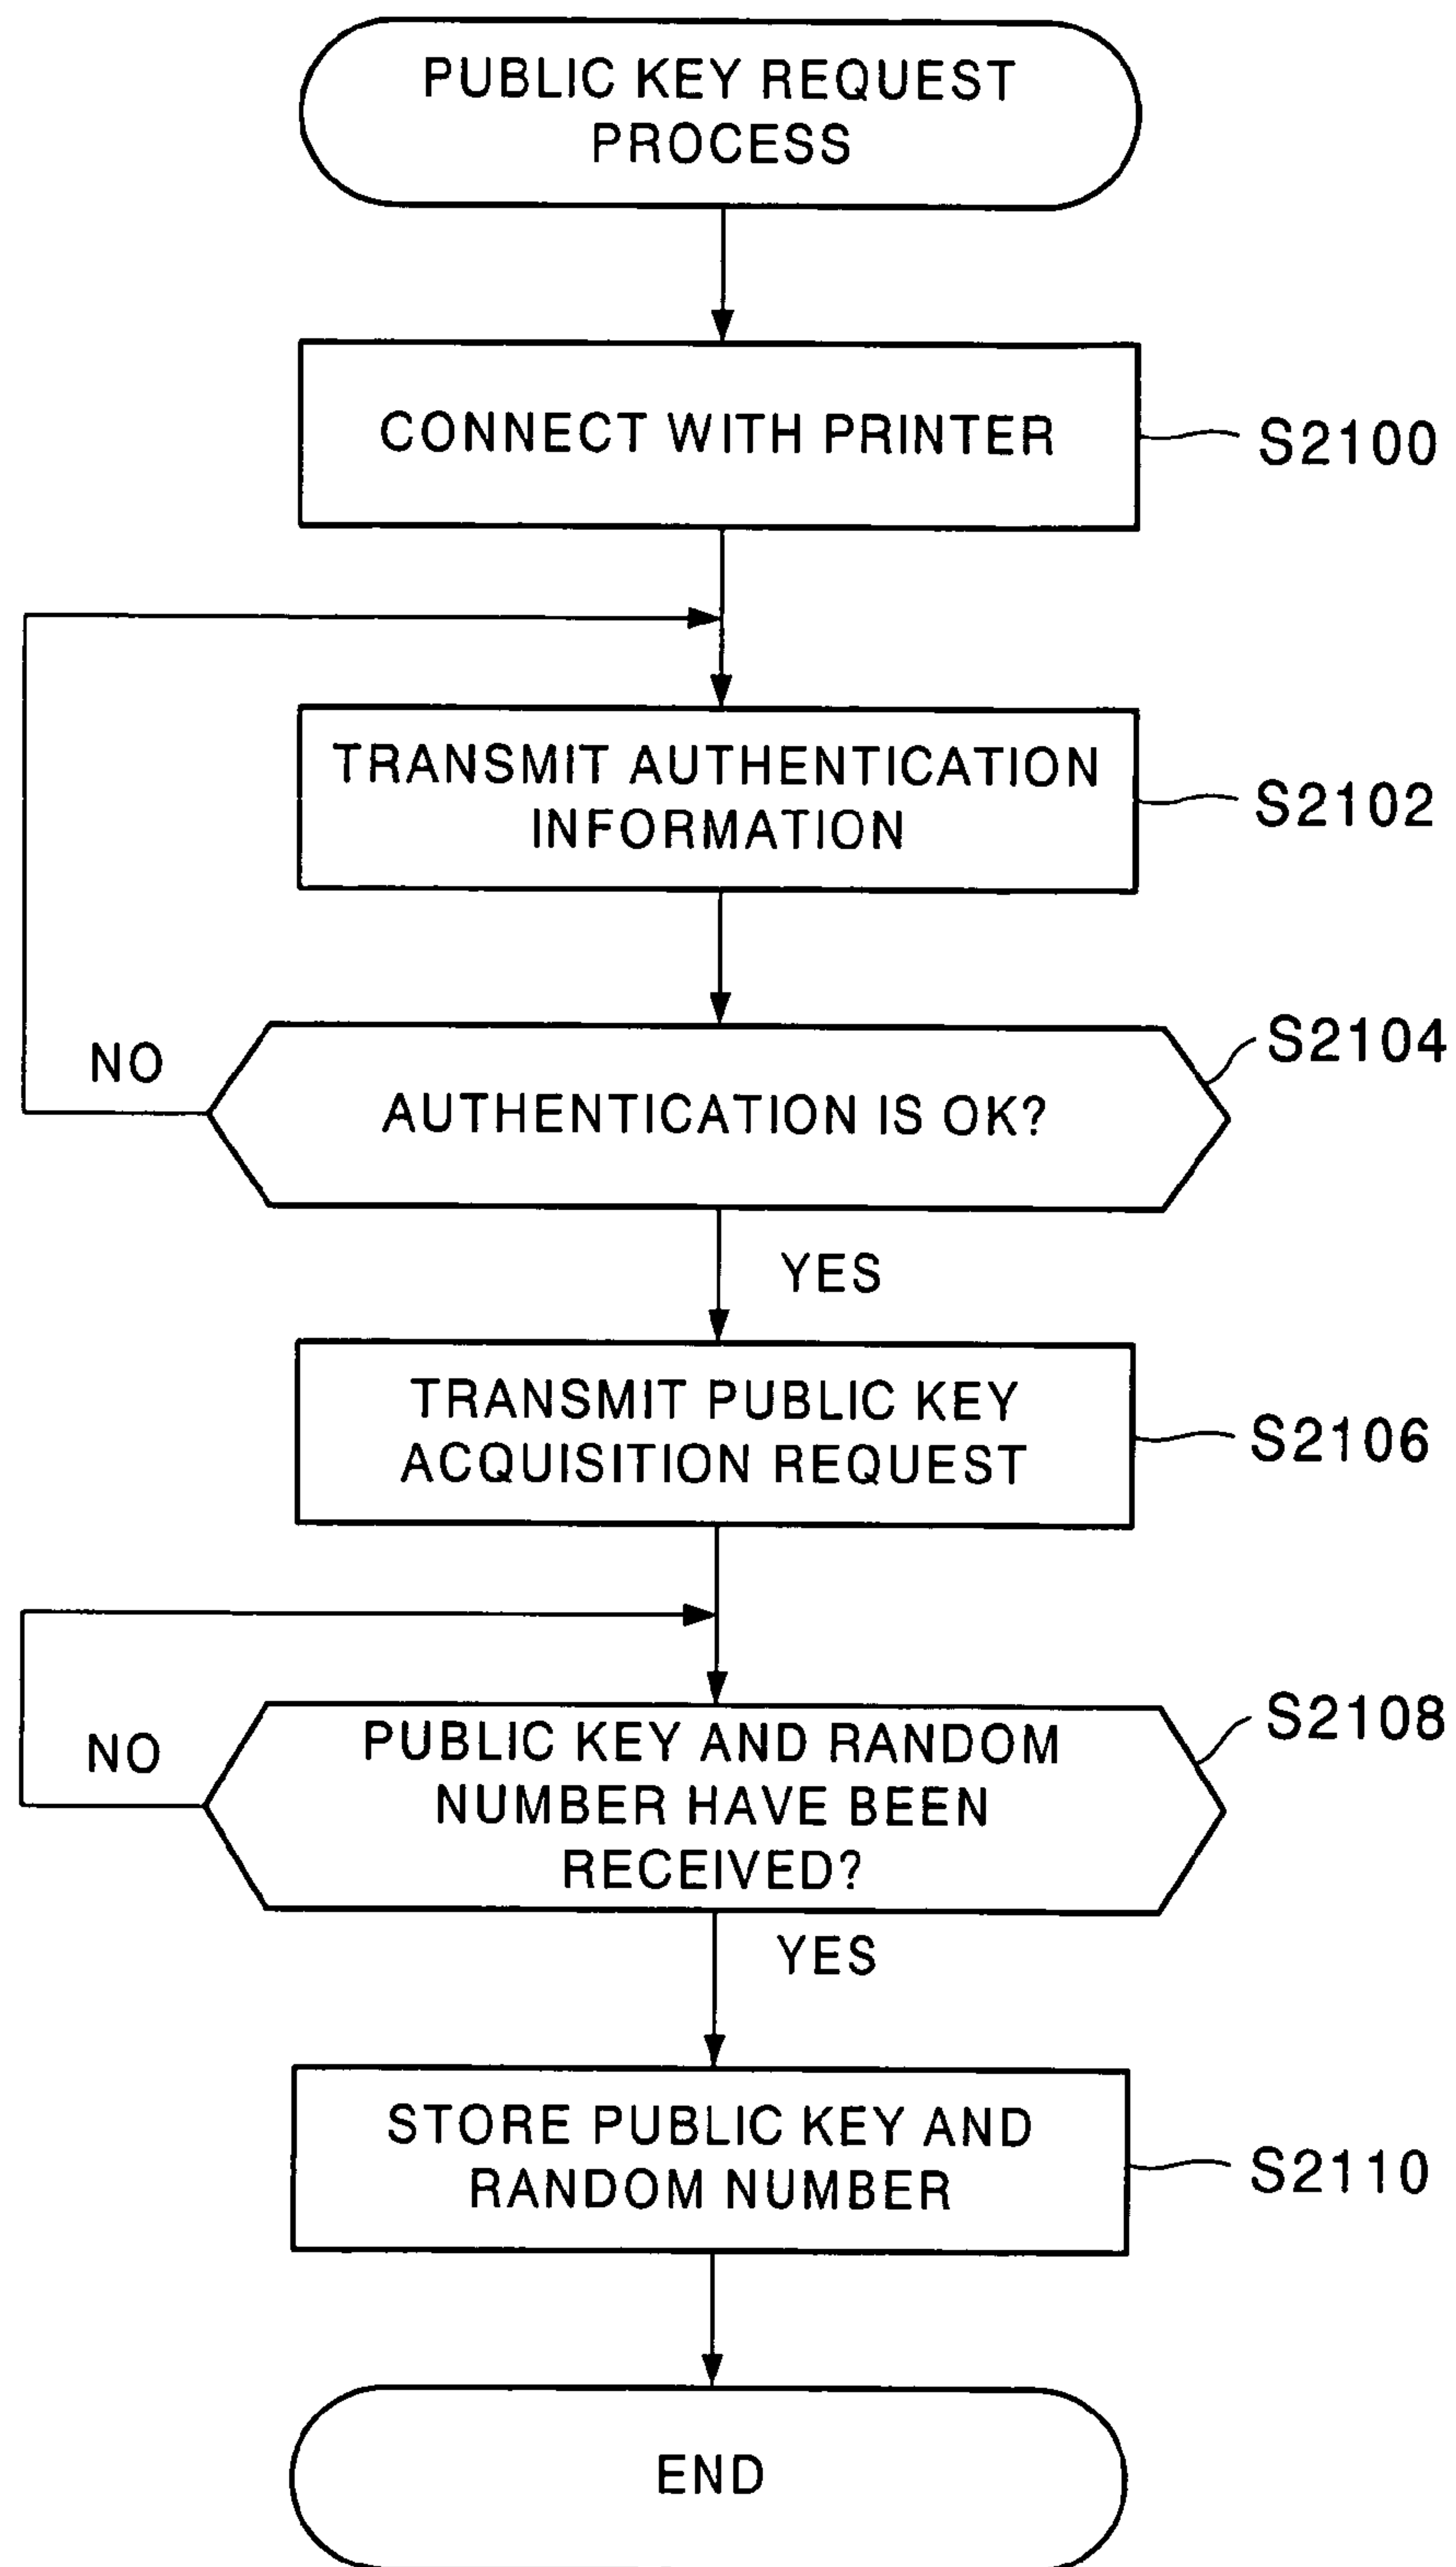 PUBLIC KEY REQUEST
PROCESS
CONNECT WITH PRINTER
S2100
TRANSMIT AUTHENTICATION
INFORMATION
S2102
S2104
NO
AUTHENTICATION IS OK?
YES
TRANSMIT PUBLIC KEY
ACQUISITION REQUEST
S2106
S2108
NO
PUBLIC KEY AND RANDOM
NUMBER HAVE BEEN
RECEIVED?
YES
STORE PUBLIC KEY AND
RANDOM NUMBER
S2110
END